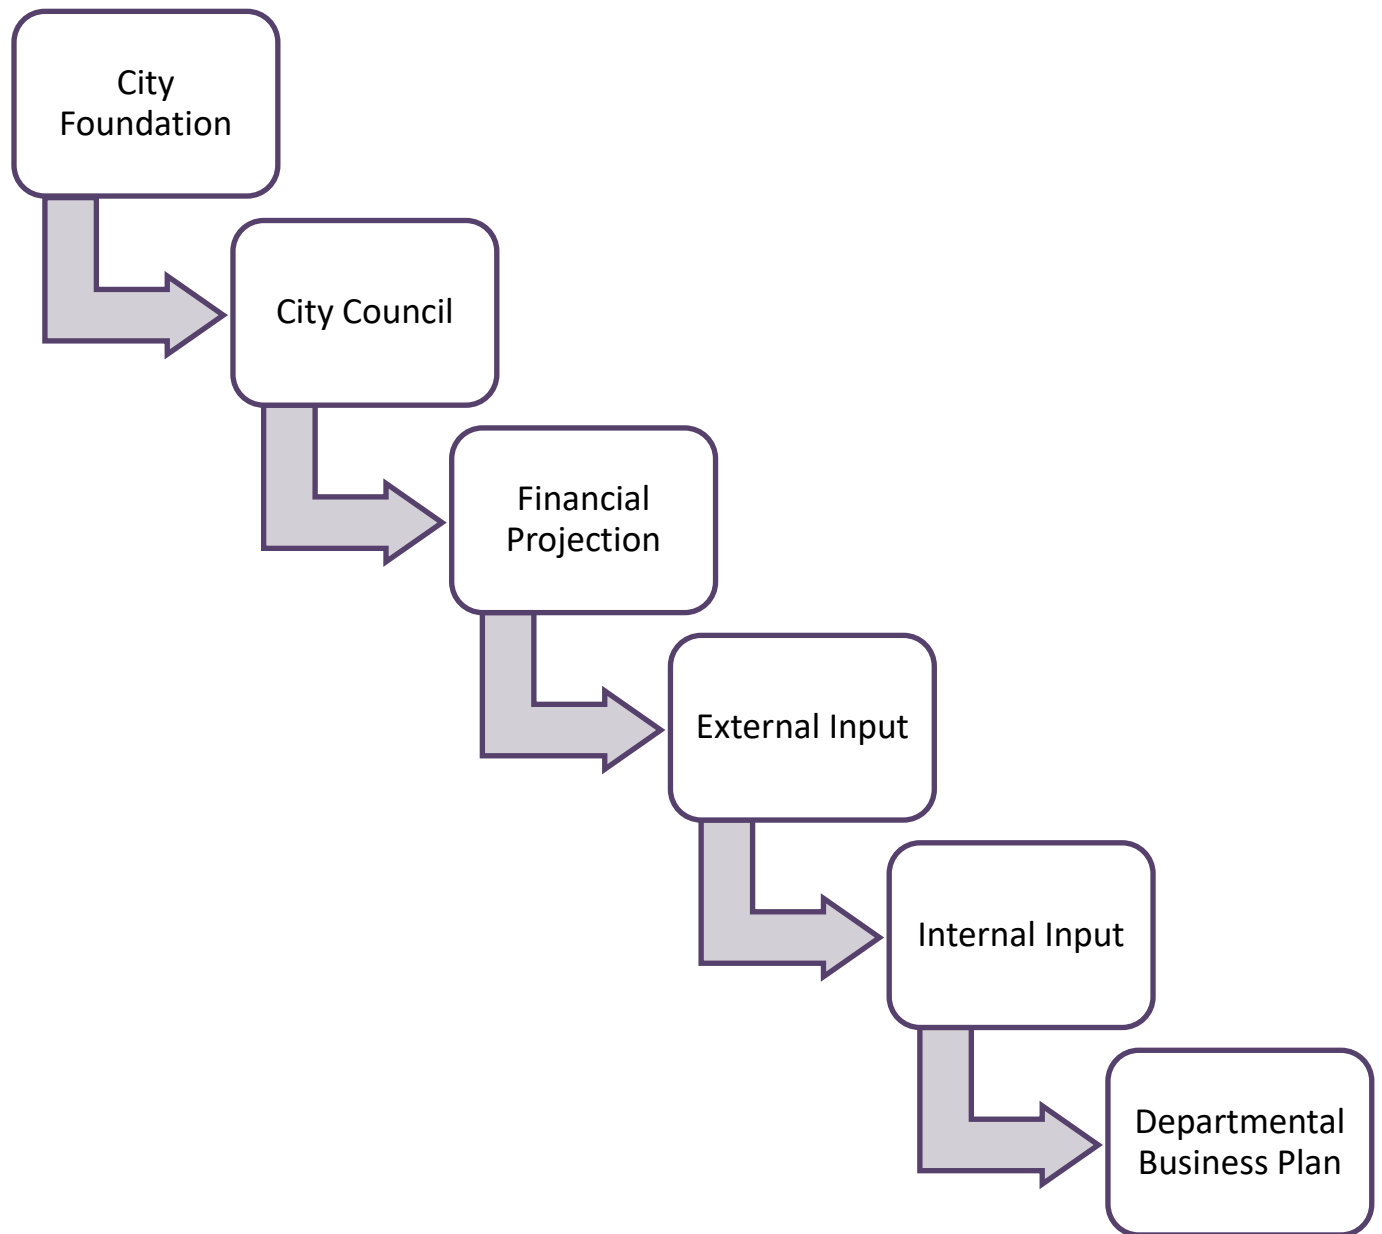 City
Foundation
City Council
Financial
Projection
External Input
Internal Input
Departmental
Business Plan